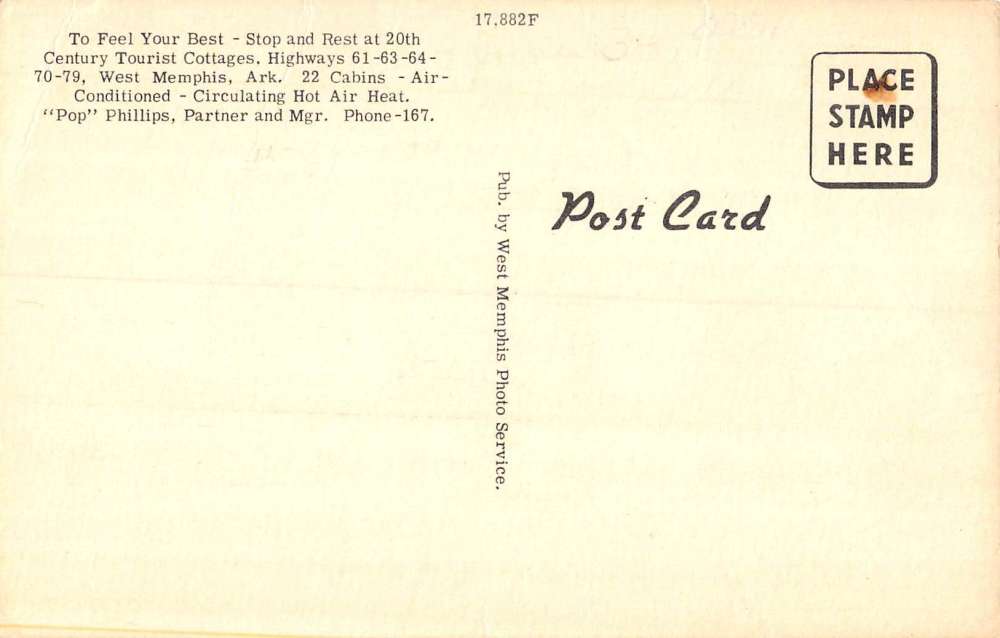 17,882F
To Feel Your Best - Stop and Rest at 20th
Century Tourist Cottages, Highways 61-63-64-
70-79, West Memphis, Ark. 22 Cabins - Air-
Conditioned - Circulating Hot Air Heat.
"Pop" Phillips, Partner and Mgr. Phone-167.
PLACE
STAMP
HERE
Post Card
Pub. by West Memphis Photo Service.